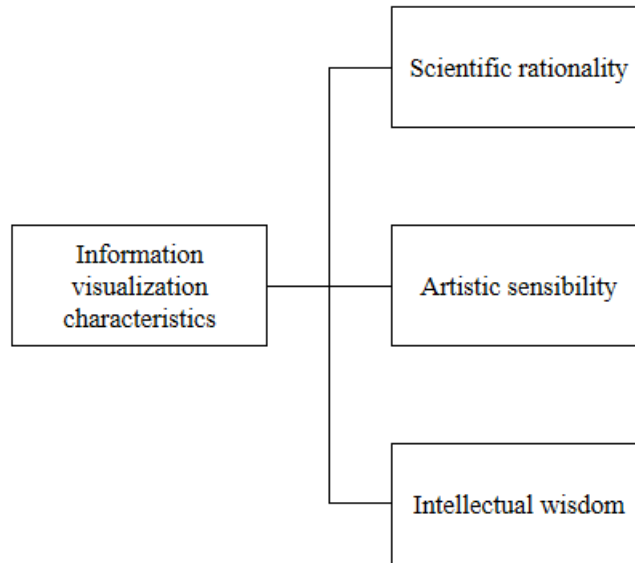 Scientific rationality
Information
visualization
characteristics
Artistic sensibility
Intellectual wisdom